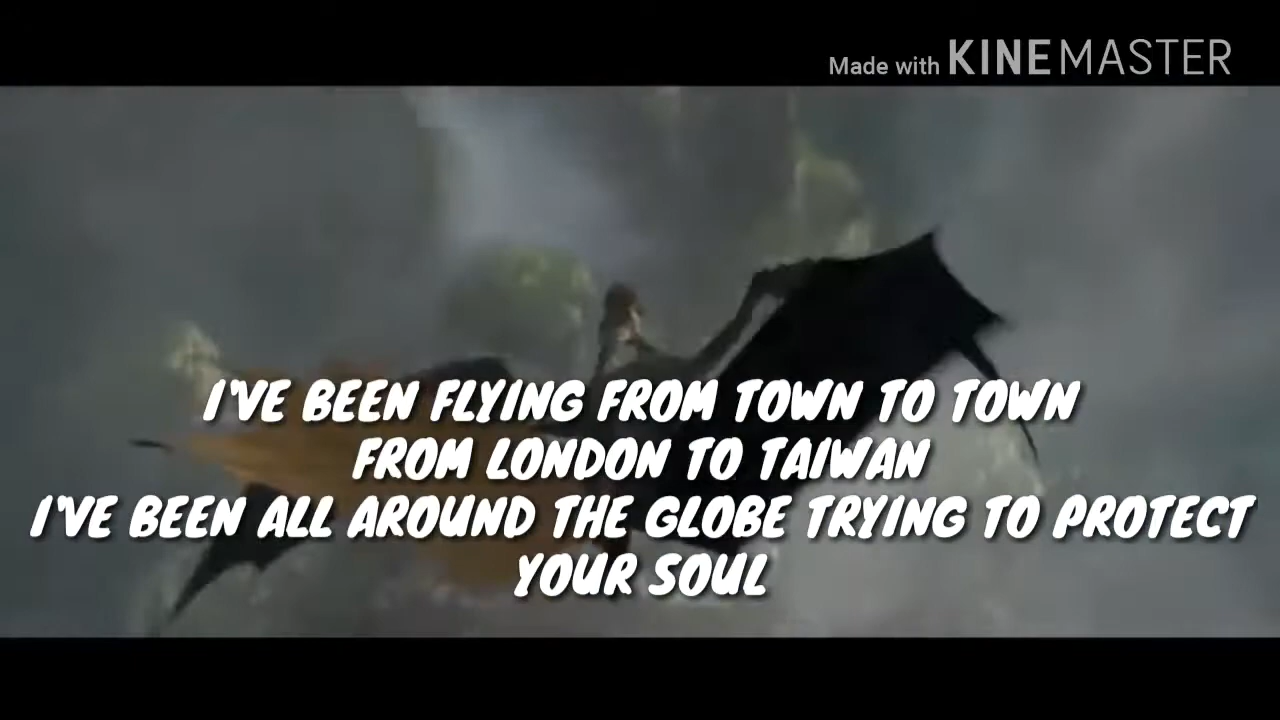 Made with KINEMASTER
I'VE BEEN FLYING FROM TOWN TO TOWN
FROM LONDON TO TAIWAN
I'VE BEEN ALL AROUND THE GLOBE TRYING TO PROTECT
YOUR SOUL